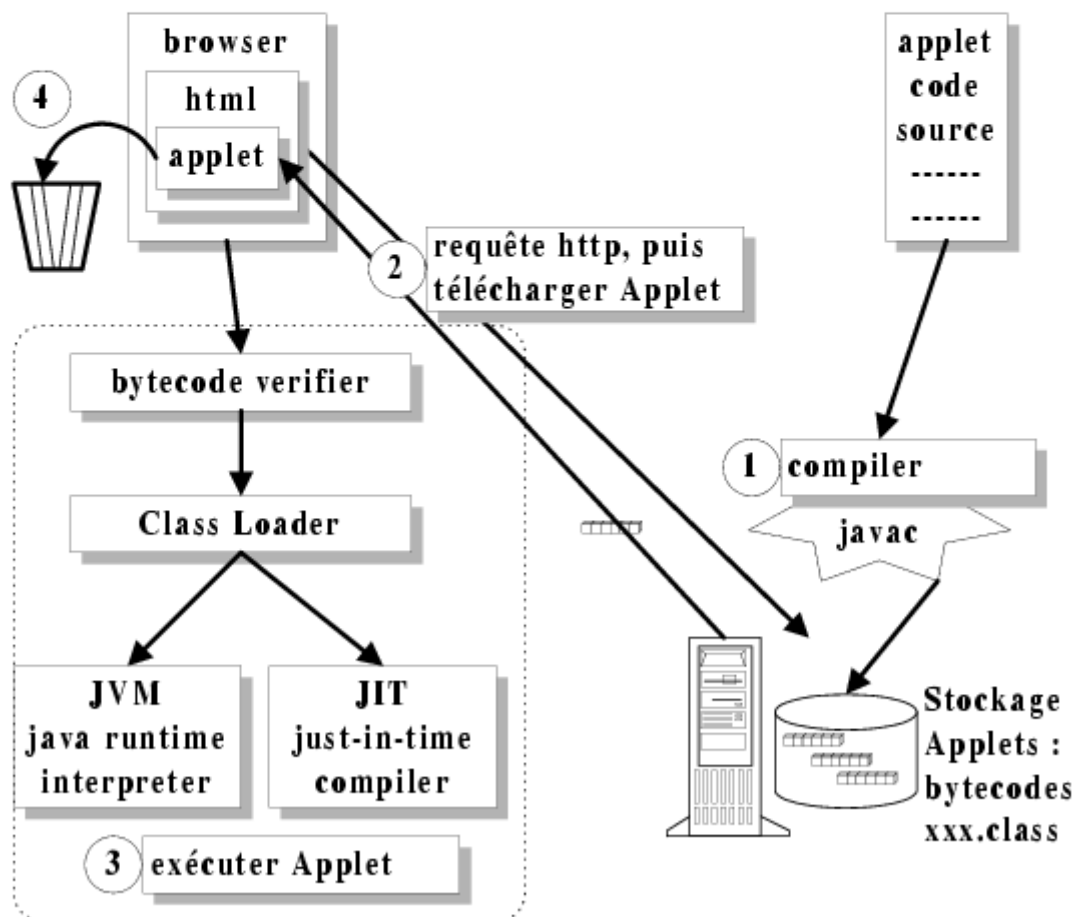 browser
html
applet
4
applet
code
source
------
------
2
requête http, puis
télécharger Applet
bytecode verifier
1
compiler
javac
Class Loader
JVM
java runtime
interpreter
JIT
just-in-time
compiler
Stockage
Applets :
bytecodes
xxx.class
3
exécuter Applet